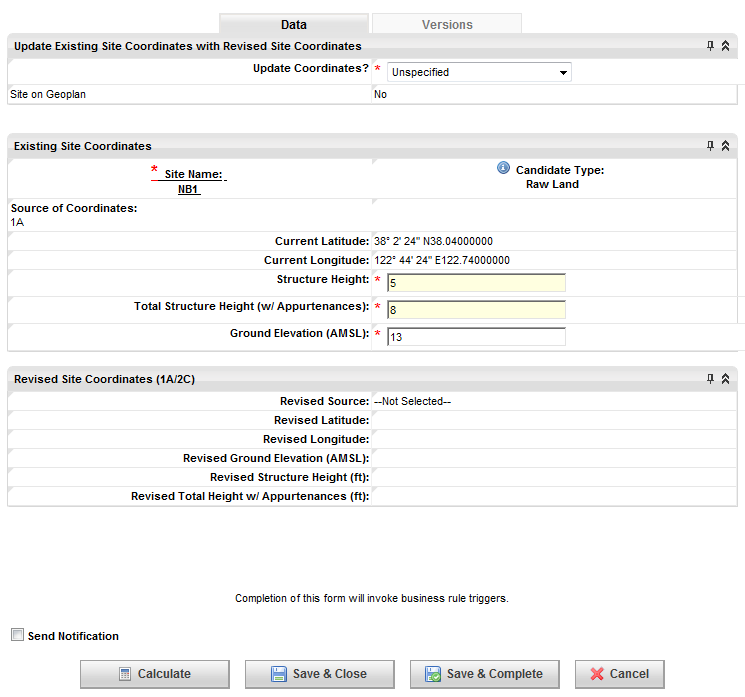 Data Versions
Update Existing Site Coordinates with Revised Site Coordinates
Update Coordinates? * Unspecified
Site on Geoplan No
Existing Site Coordinates
* Site Name: Candidate Type:
NB1 Raw Land
Source of Coordinates:
1A
Current Latitude: 38° 2' 24" N38.04000000
Current Longitude: 122° 44' 24" E122.74000000
Structure Height: * 5
Total Structure Height (w/ Appurtenances): * 8
Ground Elevation (AMSL): * 13
Revised Site Coordinates (1A/2C)
Revised Source: --Not Selected--
Revised Latitude:
Revised Longitude:
Revised Ground Elevation (AMSL):
Revised Structure Height (ft):
Revised Total Height w/ Appurtenances (ft):
Completion of this form will invoke business rule triggers.
Send Notification
Calculate Save & Close Save & Complete Cancel